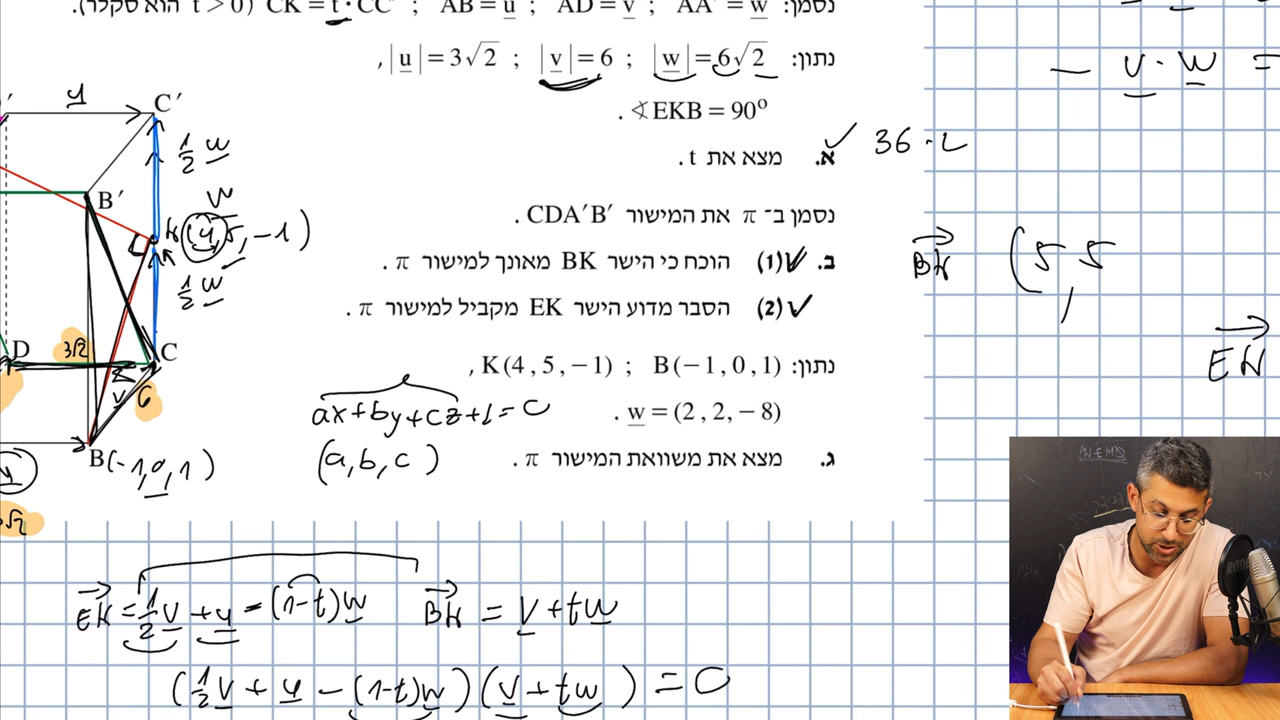 נסמן: AA' = w ; AD = v ; AB = u ; CK = t · CC' (t > 0 הוא סקלר).
נתון: |w| = 6√2 ; |v| = 6 ; |u| = 3√2 ,
∢EKB = 90° .
א. מצא את t .
נסמן ב־ π את המישור CDA'B' .
ב. (1) הוכח כי הישר BK מאונך למישור π .
(2) הסבר מדוע הישר EK מקביל למישור π .
נתון: B(−1, 0, 1) ; K(4, 5, −1) ,
w = (2, 2, −8) .
ג. מצא את משוואת המישור π .
ax+by+cz+d=0
(a, b, c)
u
C'
½ w
B'
w
K(4, 5, −1)
½ w
D
3√2
C
v
6
B(−1, 0, 1)
u
− v · w =
36 · t
BK (5, 5
EK
EK = ½v + u − (1−t)w
BK = v + tw
(½v + u − (1−t)w)(v + tw) = 0